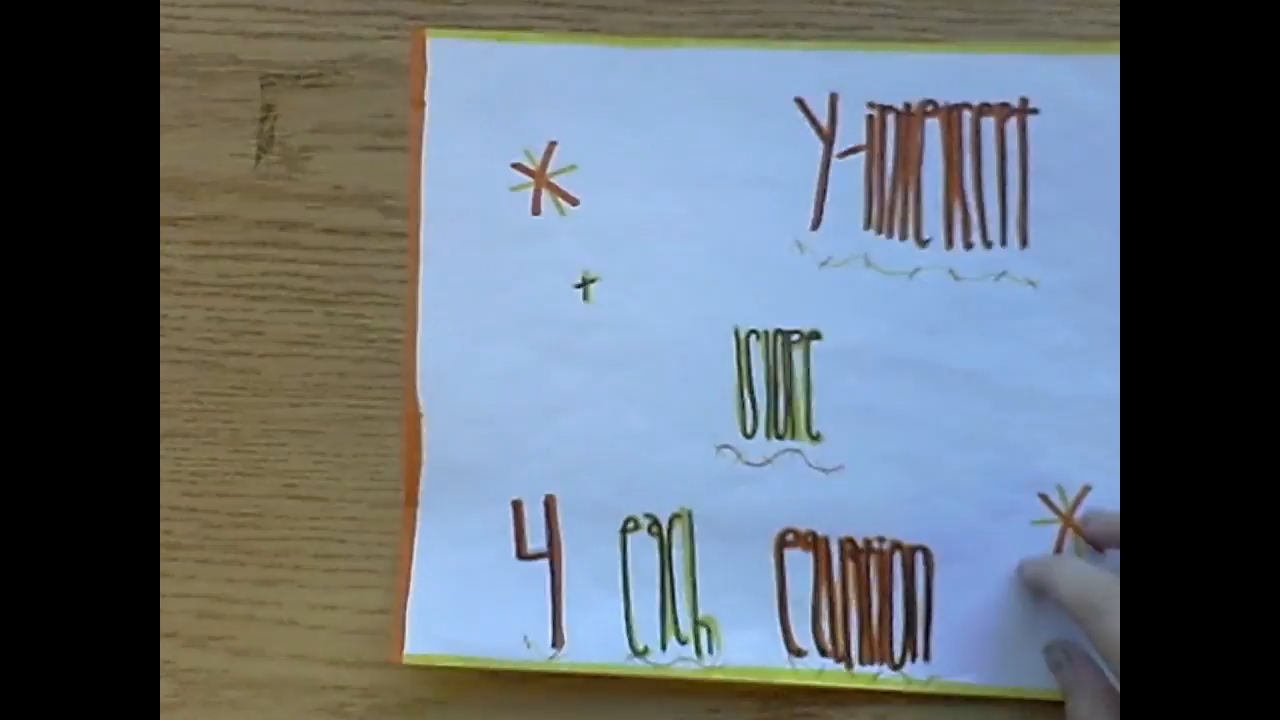 * Y-intercept
+
slope
4 each equation *